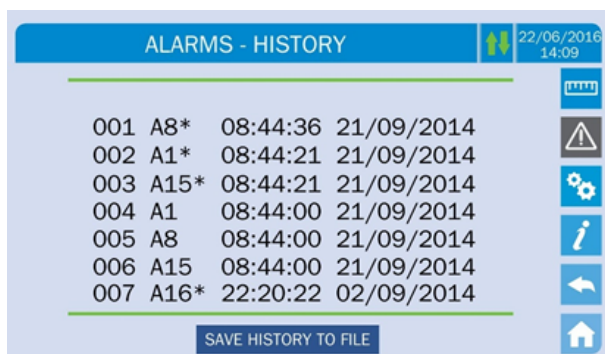 ALARMS - HISTORY
22/06/2016
14:09
001 A8* 08:44:36 21/09/2014
002 A1* 08:44:21 21/09/2014
003 A15* 08:44:21 21/09/2014
004 A1 08:44:00 21/09/2014
005 A8 08:44:00 21/09/2014
006 A15 08:44:00 21/09/2014
007 A16* 22:20:22 02/09/2014
SAVE HISTORY TO FILE